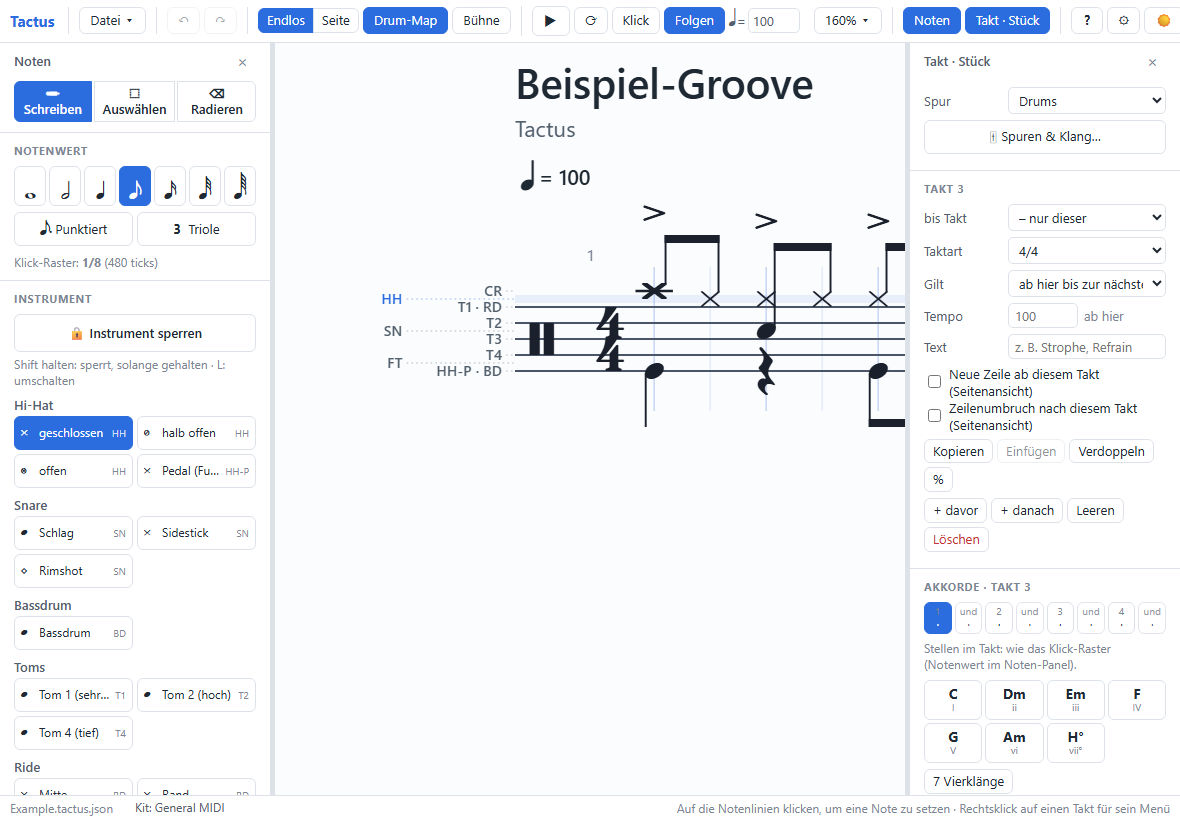 Tactus Datei Endlos Seite Drum-Map Bühne Klick Folgen = 100 160% Noten Takt · Stück ?
Noten ×
Schreiben Auswählen Radieren
NOTENWERT
Punktiert 3 Triole
Klick-Raster: 1/8 (480 ticks)
INSTRUMENT
Instrument sperren
Shift halten: sperrt, solange gehalten · L:
umschalten
Hi-Hat
geschlossen HH halb offen HH
offen HH Pedal (Fu... HH-P
Snare
Schlag SN Sidestick SN
Rimshot SN
Bassdrum
Bassdrum BD
Toms
Tom 1 (sehr... T1 Tom 2 (hoch) T2
Tom 4 (tief) T4
Ride
Beispiel-Groove
Tactus
= 100
1
CR
HH
T1 · RD
T2
SN
T3
T4
FT
HH-P · BD
4
4
Takt · Stück ×
Spur Drums
Spuren & Klang...
TAKT 3
bis Takt – nur dieser
Taktart 4/4
Gilt ab hier bis zur nächste
Tempo 100 ab hier
Text z. B. Strophe, Refrain
Neue Zeile ab diesem Takt
(Seitenansicht)
Zeilenumbruch nach diesem Takt
(Seitenansicht)
Kopieren Einfügen Verdoppeln
%
+ davor + danach Leeren
Löschen
AKKORDE · TAKT 3
1 und 2 und 3 und 4 und
Stellen im Takt: wie das Klick-Raster
(Notenwert im Noten-Panel).
C Dm Em F
I ii iii IV
G Am H°
V vi vii°
7 Vierklänge
Example.tactus.json Kit: General MIDI Auf die Notenlinien klicken, um eine Note zu setzen · Rechtsklick auf einen Takt für sein Menü